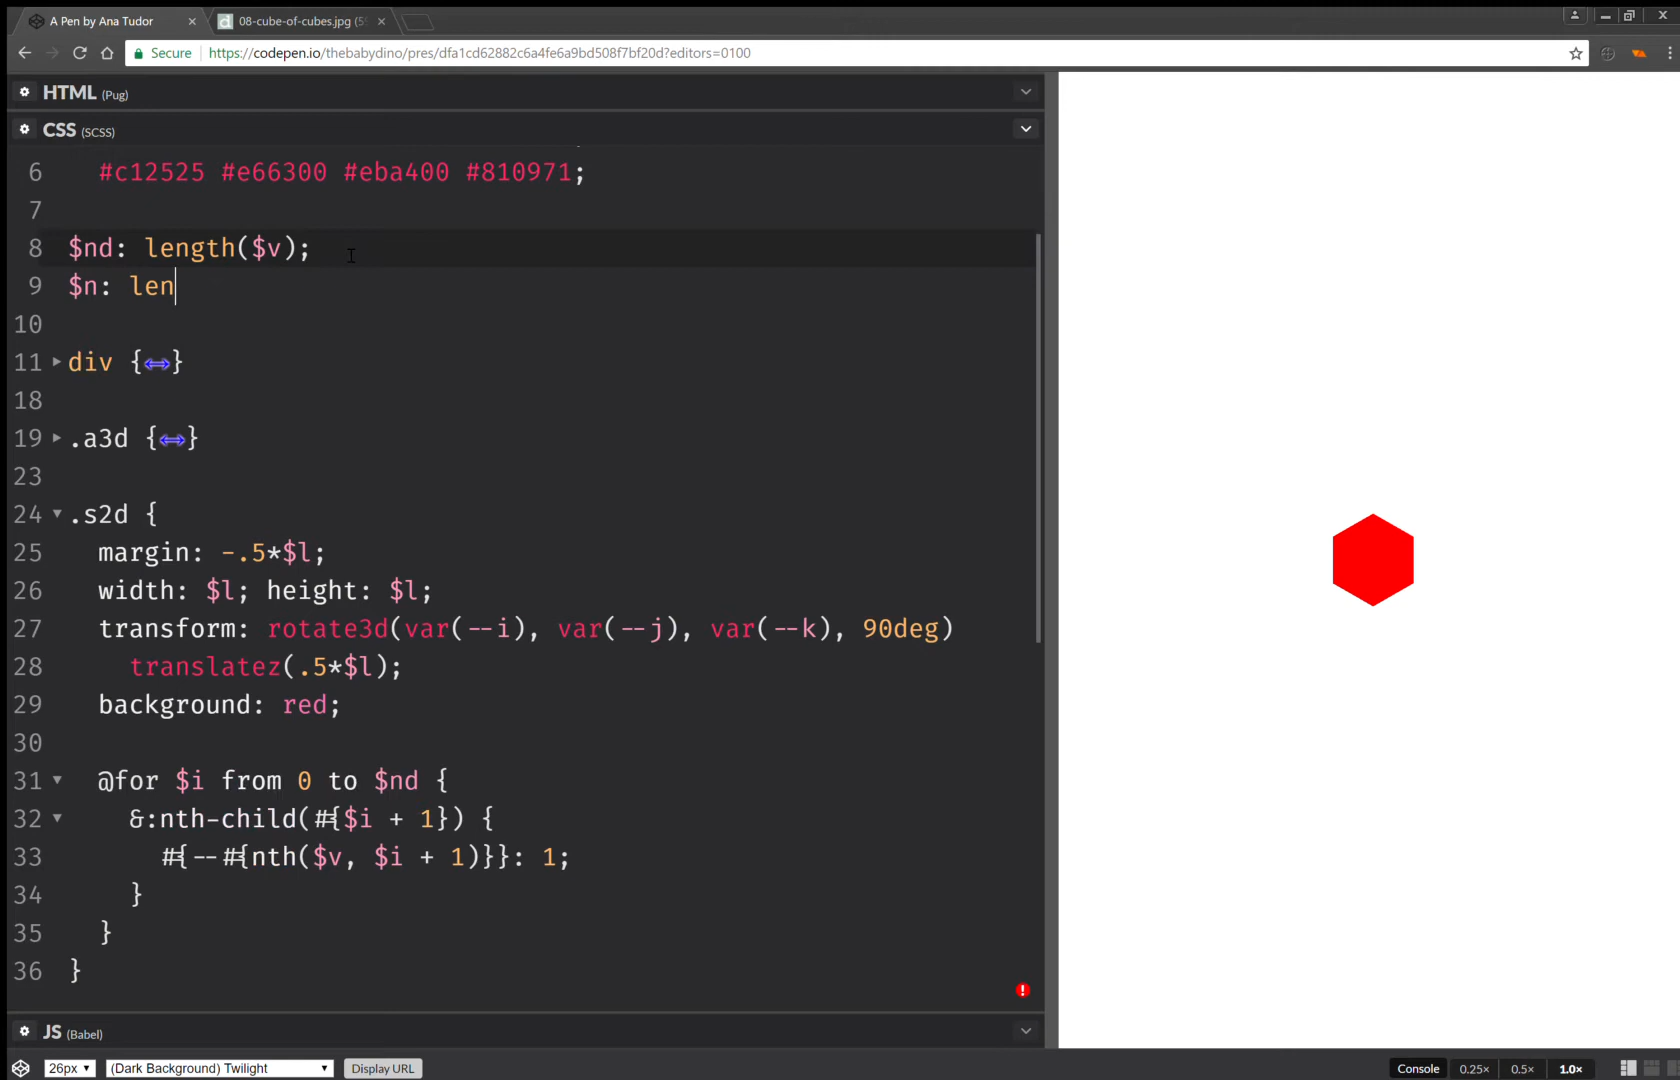 A Pen by Ana Tudor
08-cube-of-cubes.jpg (5
Secure
https://codepen.io/thebabydino/pres/dfa1cd62882c6a4fe6a9bd508f7bf20d?editors=0100
HTML (Pug)
CSS (SCSS)
6 #c12525 #e66300 #eba400 #810971;
7
8 $nd: length($v);
9 $n: len
10
11 div {↔}
18
19 .a3d {↔}
23
24 .s2d {
25 margin: -.5*$l;
26 width: $l; height: $l;
27 transform: rotate3d(var(--i), var(--j), var(--k), 90deg)
28 translatez(.5*$l);
29 background: red;
30
31 @for $i from 0 to $nd {
32 &:nth-child(#{$i + 1}) {
33 #{--#{nth($v, $i + 1)}}: 1;
34 }
35 }
36 }
!
JS (Babel)
26px (Dark Background) Twilight Display URL Console 0.25× 0.5× 1.0×